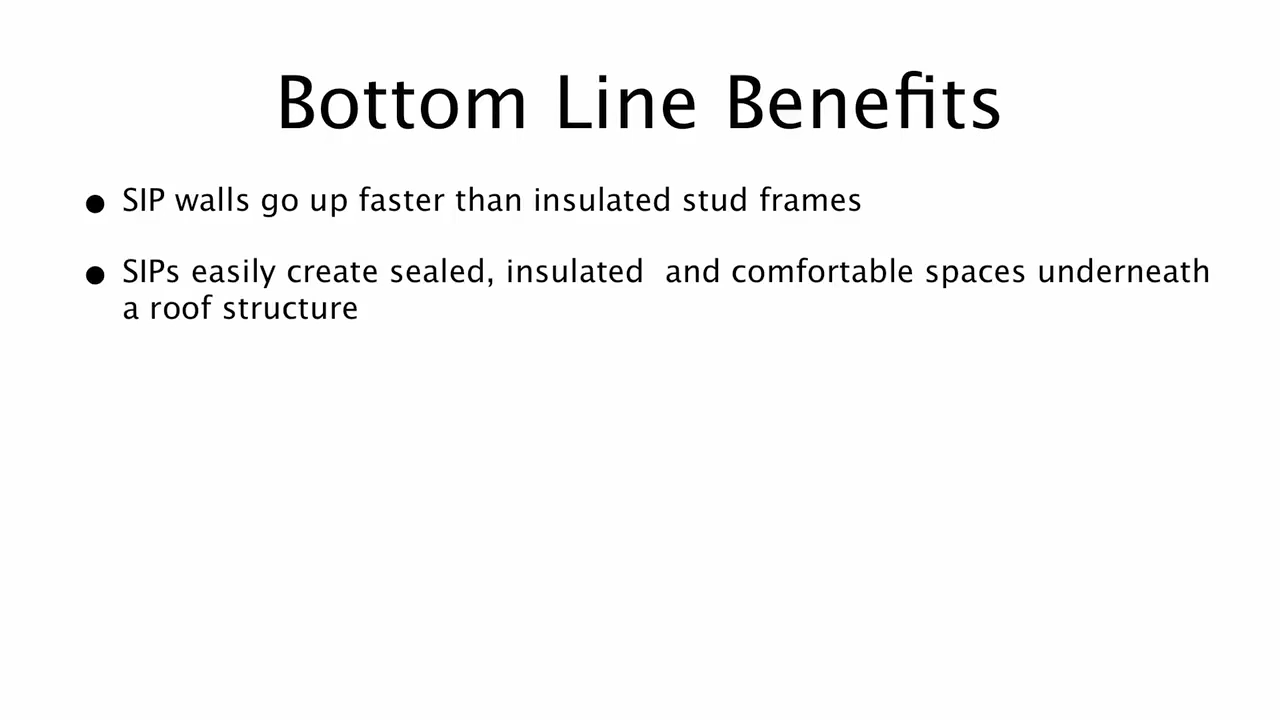 Bottom Line Benefits
• SIP walls go up faster than insulated stud frames
• SIPs easily create sealed, insulated  and comfortable spaces underneath
a roof structure